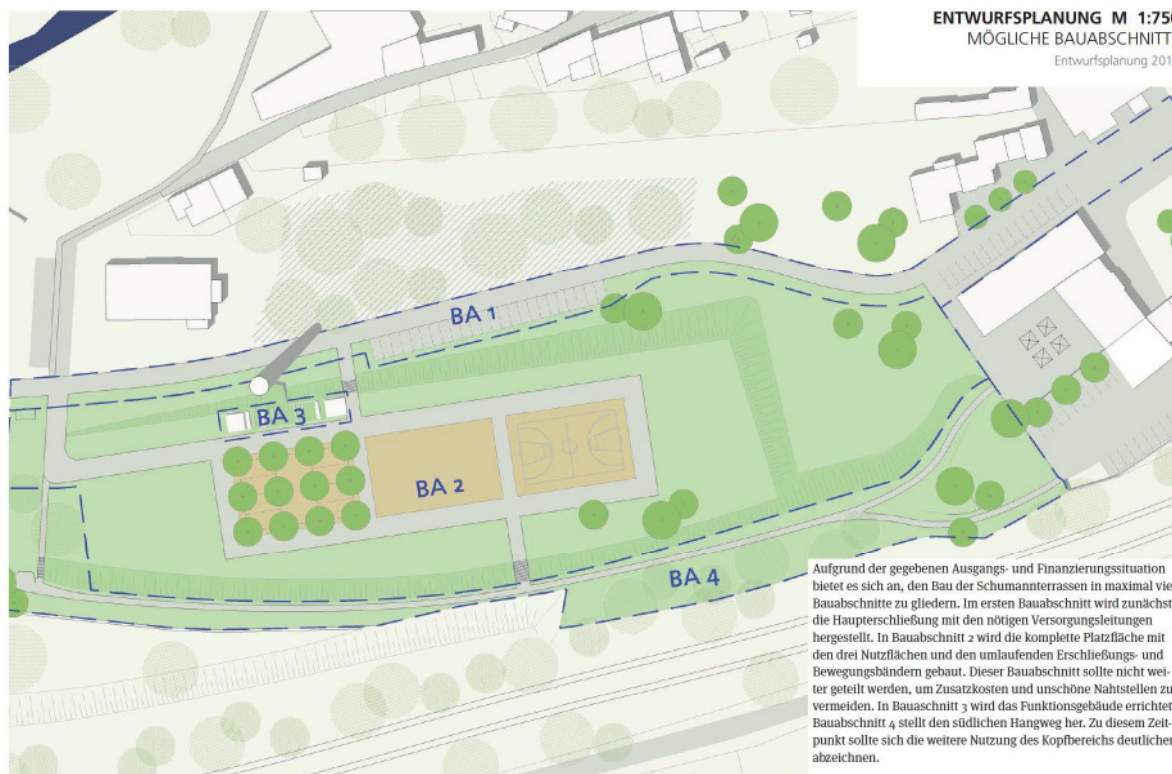 ENTWURFSPLANUNG M 1:750
MÖGLICHE BAUABSCHNITT
Entwurfsplanung 201
BA 1
BA 3
BA 2
BA 4
Aufgrund der gegebenen Ausgangs- und Finanzierungssituation
bietet es sich an, den Bau der Schumannterrassen in maximal vie
Bauabschnitte zu gliedern. Im ersten Bauabschnitt wird zunächst
die Haupterschließung mit den nötigen Versorgungsleitungen
hergestellt. In Bauabschnitt 2 wird die komplette Platzfläche mit
den drei Nutzflächen und den umlaufenden Erschließungs- und
Bewegungsbändern gebaut. Dieser Bauabschnitt sollte nicht wei-
ter geteilt werden, um Zusatzkosten und unschöne Nahtstellen zu
vermeiden. In Bauaschnitt 3 wird das Funktionsgebäude errichtet
Bauabschnitt 4 stellt den südlichen Hangweg her. Zu diesem Zeit-
punkt sollte sich die weitere Nutzung des Kopfbereichs deutlicher
abzeichnen.